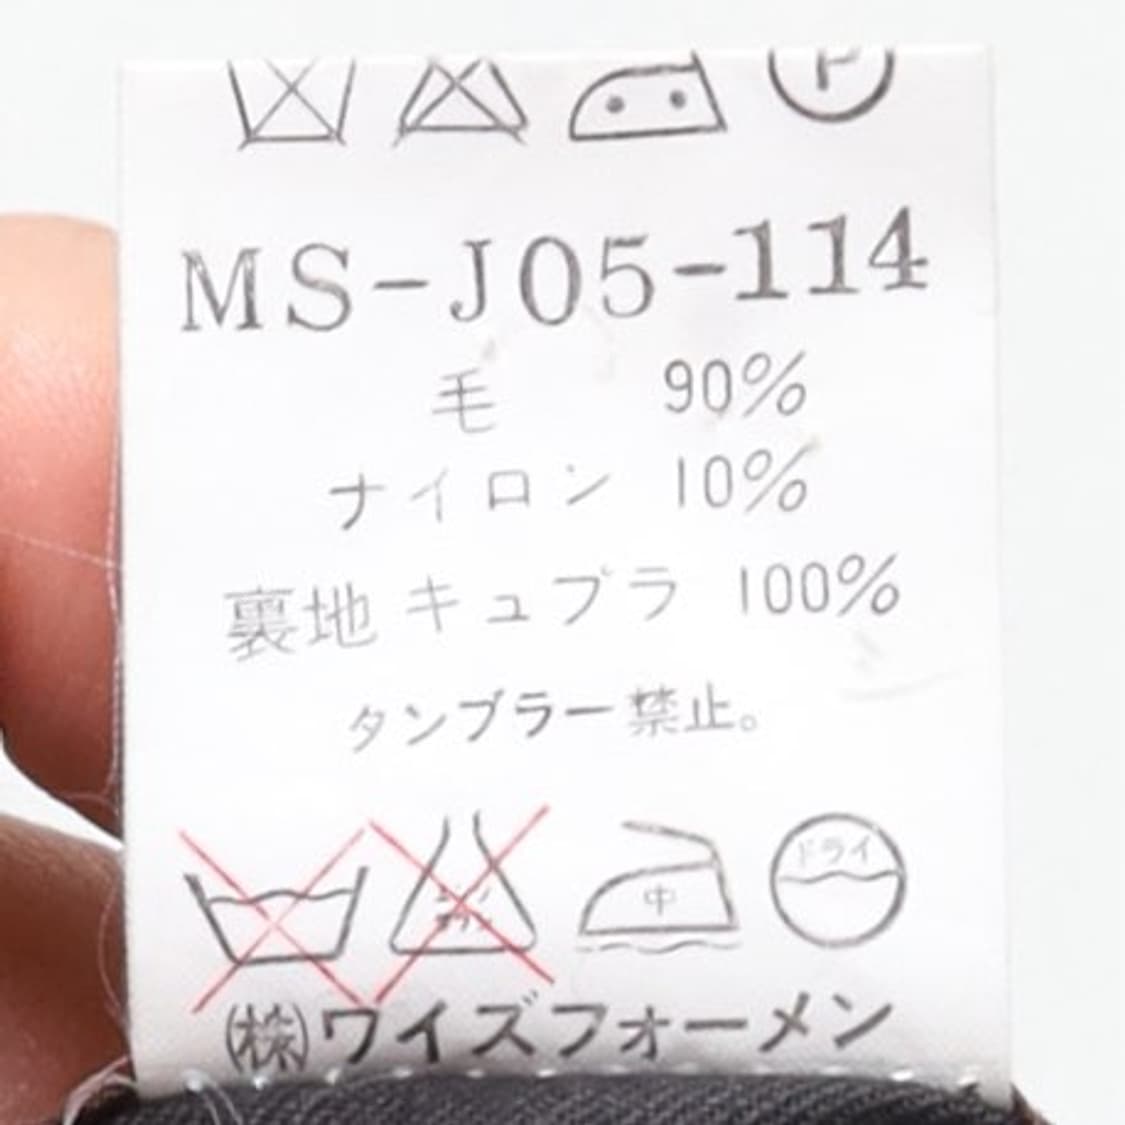 P
MS-J05-114
毛 90%
ナイロン 10%
裏地 キュプラ 100%
タンブラー禁止。
中 ドライ
㈱ワイズフォーメン